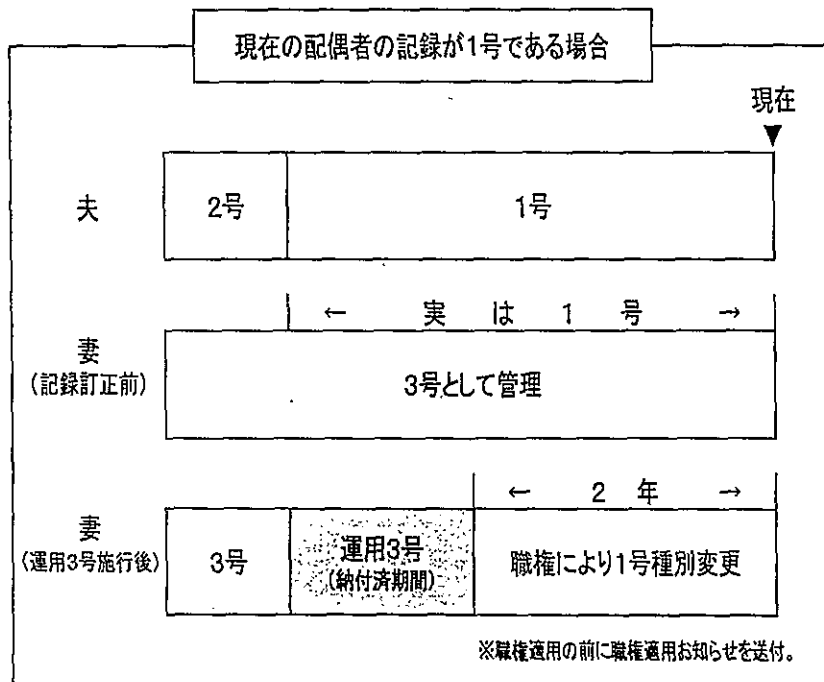 現在の配偶者の記録が1号である場合
現在
▼
夫
2号
1号
← 実は1号 →
妻
(記録訂正前)
3号として管理
← 2年 →
妻
(運用3号施行後)
3号
運用3号
(納付済期間)
職権により1号種別変更
※職権適用の前に職権適用お知らせを送付。